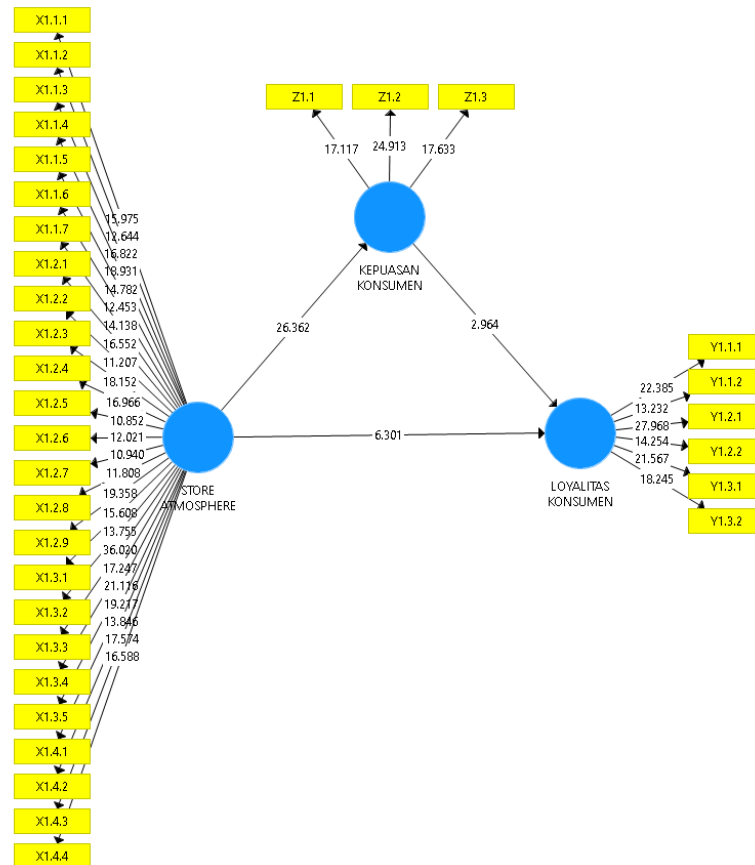 X1.1.1
X1.1.2
X1.1.3
X1.1.4
X1.1.5
X1.1.6
X1.1.7
X1.2.1
X1.2.2
X1.2.3
X1.2.4
X1.2.5
X1.2.6
X1.2.7
X1.2.8
X1.2.9
X1.3.1
X1.3.2
X1.3.3
X1.3.4
X1.3.5
X1.4.1
X1.4.2
X1.4.3
X1.4.4
15.975
12.644
16.822
18.931
14.782
12.453
14.138
16.552
11.207
18.152
16.966
10.852
12.021
10.940
11.808
19.358
15.608
13.755
36.020
17.247
21.116
19.217
13.846
17.574
16.588
STORE
ATMOSPHERE
Z1.1
Z1.2
Z1.3
17.117
24.913
17.633
KEPUASAN
KONSUMEN
26.362
2.964
6.301
LOYALITAS
KONSUMEN
22.385
13.232
27.968
14.254
21.567
18.245
Y1.1.1
Y1.1.2
Y1.2.1
Y1.2.2
Y1.3.1
Y1.3.2